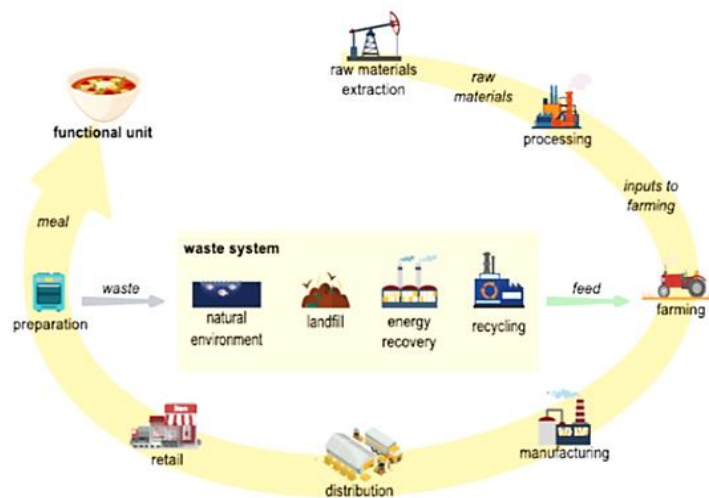 raw materials
extraction
raw
materials
processing
inputs to
farming
farming
manufacturing
distribution
retail
preparation
meal
functional unit
waste
waste system
natural
environment
landfill
energy
recovery
recycling
feed